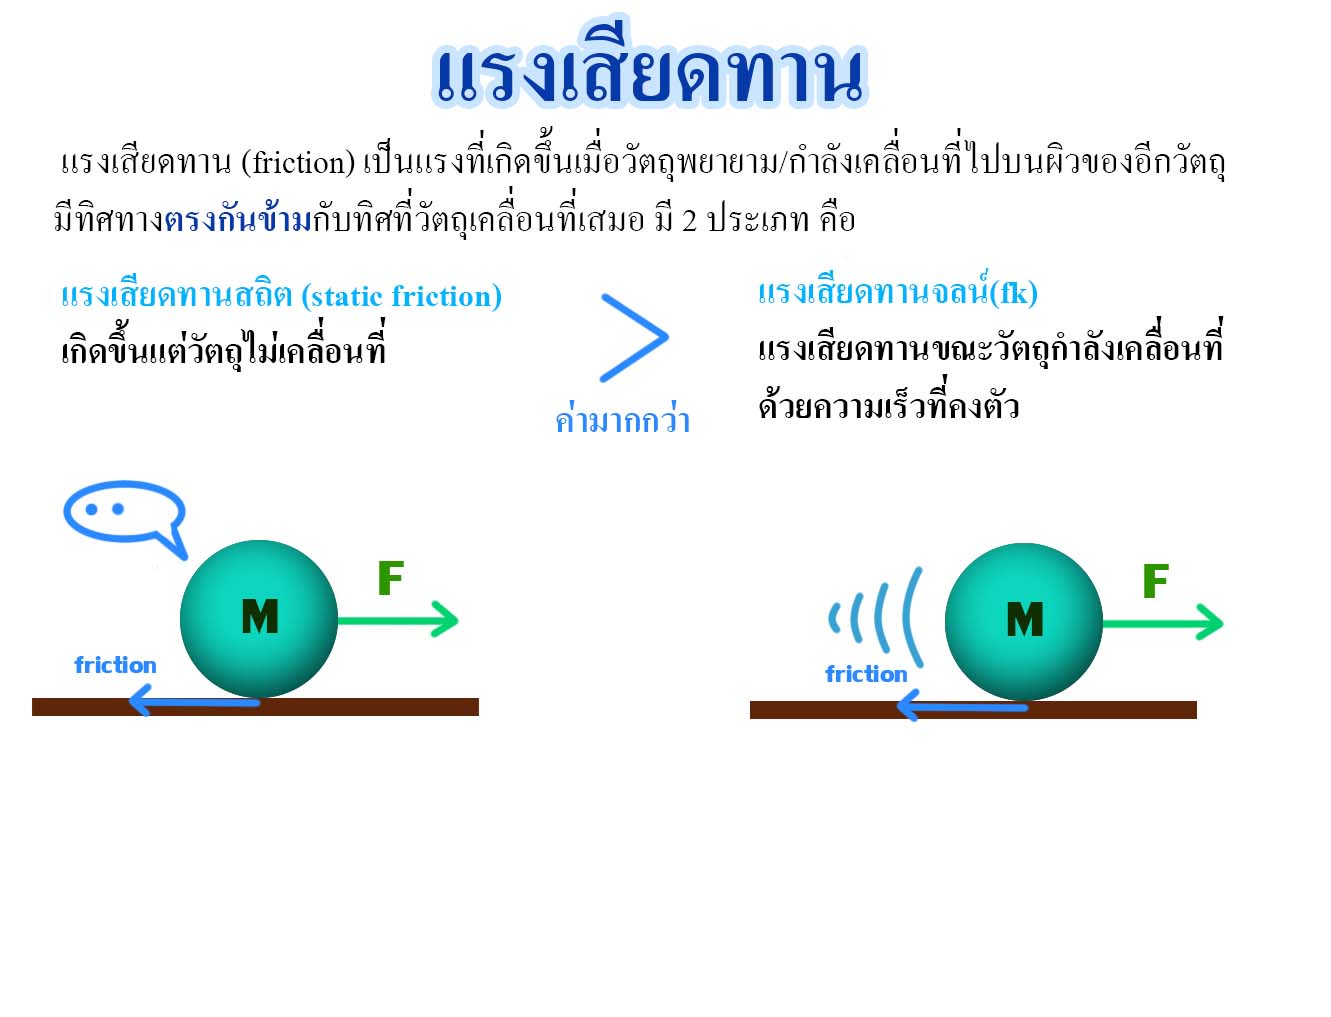 แรงเสียดทาน
แรงเสียดทาน (friction) เป็นแรงที่เกิดขึ้นเมื่อวัตถุพยายาม/กำลังเคลื่อนที่ไปบนผิวของอีกวัตถุ
มีทิศทางตรงกันข้ามกับทิศที่วัตถุเคลื่อนที่เสมอ มี 2 ประเภท คือ
แรงเสียดทานสถิต (static friction)
เกิดขึ้นแต่วัตถุไม่เคลื่อนที่
>
ค่ามากกว่า
แรงเสียดทานจลน์(fk)
แรงเสียดทานขณะวัตถุกำลังเคลื่อนที่
ด้วยความเร็วที่คงตัว
M
F
friction
M
F
friction